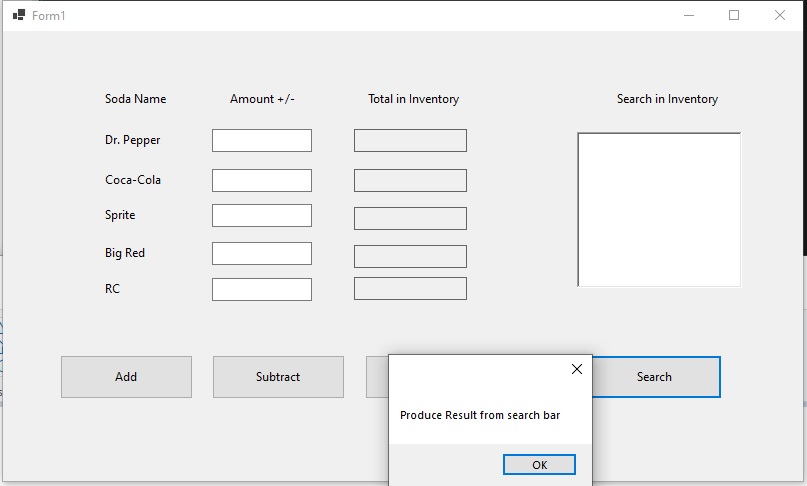 Form1
Soda Name Amount +/- Total in Inventory Search in Inventory
Dr. Pepper
Coca-Cola
Sprite
Big Red
RC
Add Subtract Search
Produce Result from search bar
OK